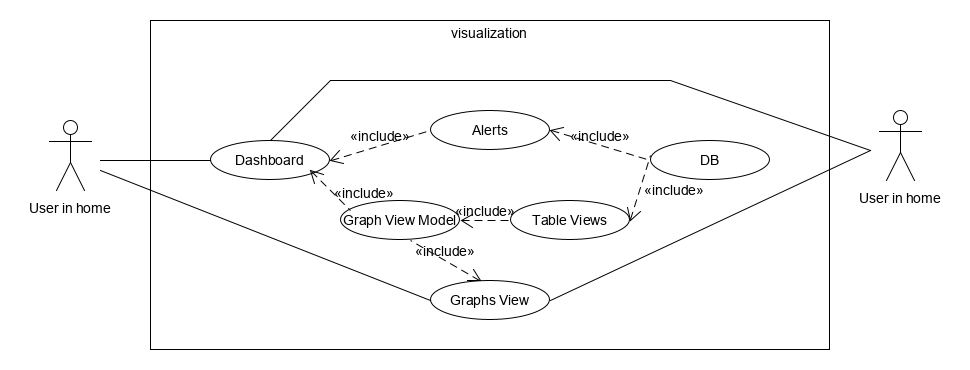 visualization
Alerts
«include»
«include»
Dashboard
DB
«include»
«include»
User in home
User in home
Graph View Model
«include»
Table Views
«include»
Graphs View